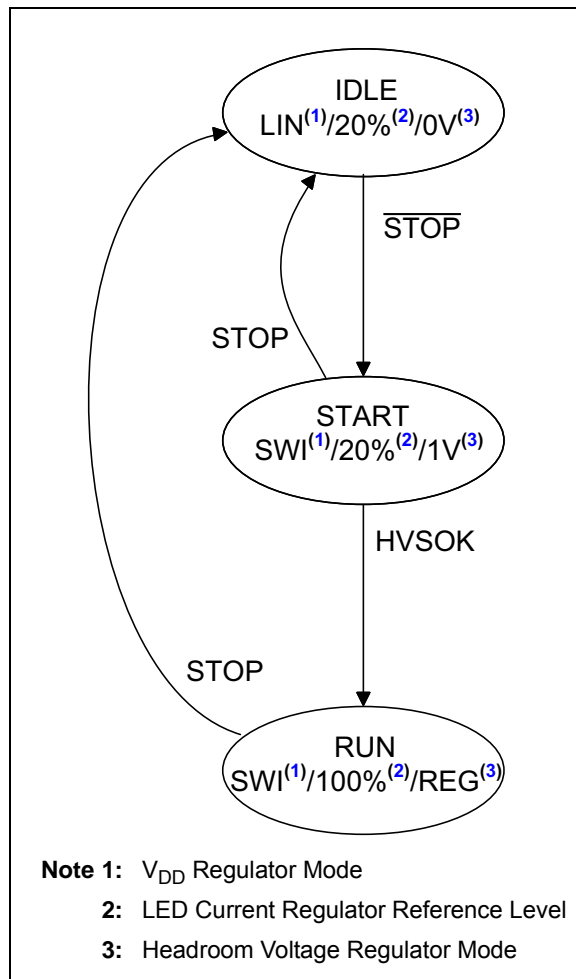 IDLE
LIN(1)/20%(2)/0V(3)
S̅T̅O̅P̅
STOP
START
SWI(1)/20%(2)/1V(3)
HVSOK
STOP
RUN
SWI(1)/100%(2)/REG(3)
Note 1: VDD Regulator Mode
2: LED Current Regulator Reference Level
3: Headroom Voltage Regulator Mode